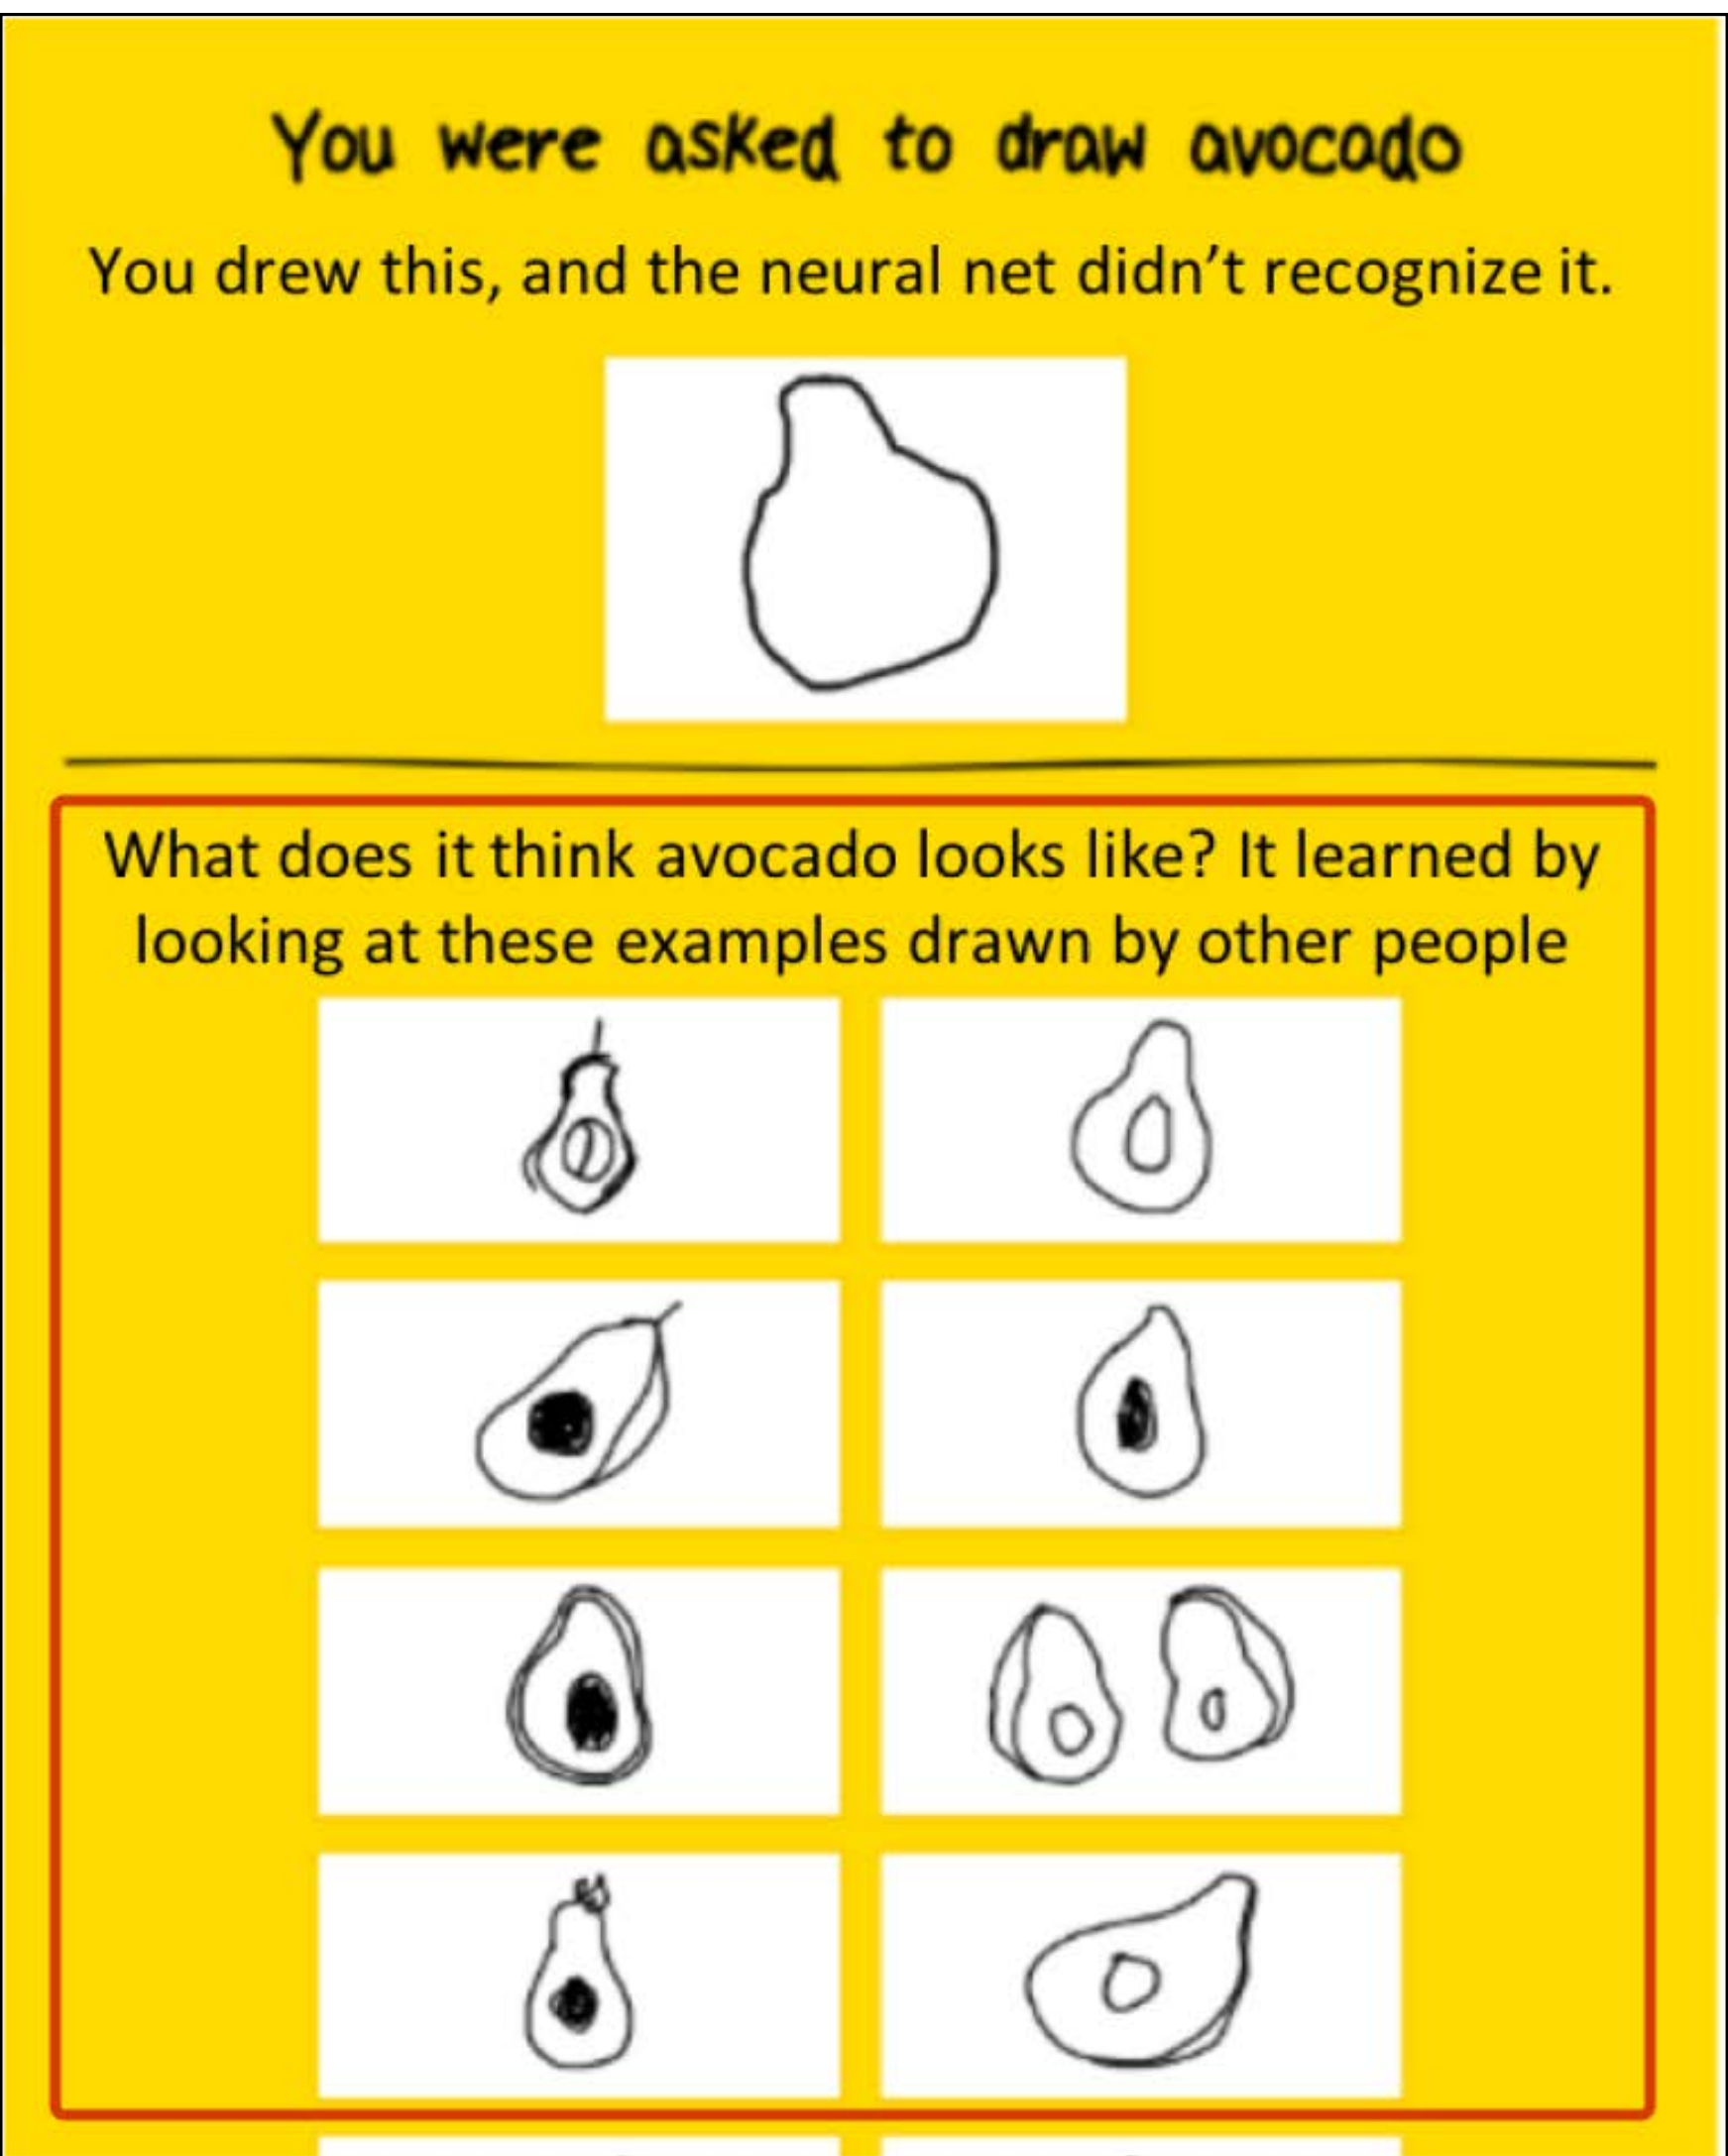 You were asked to draw avocado
You drew this, and the neural net didn’t recognize it.
What does it think avocado looks like? It learned by
looking at these examples drawn by other people